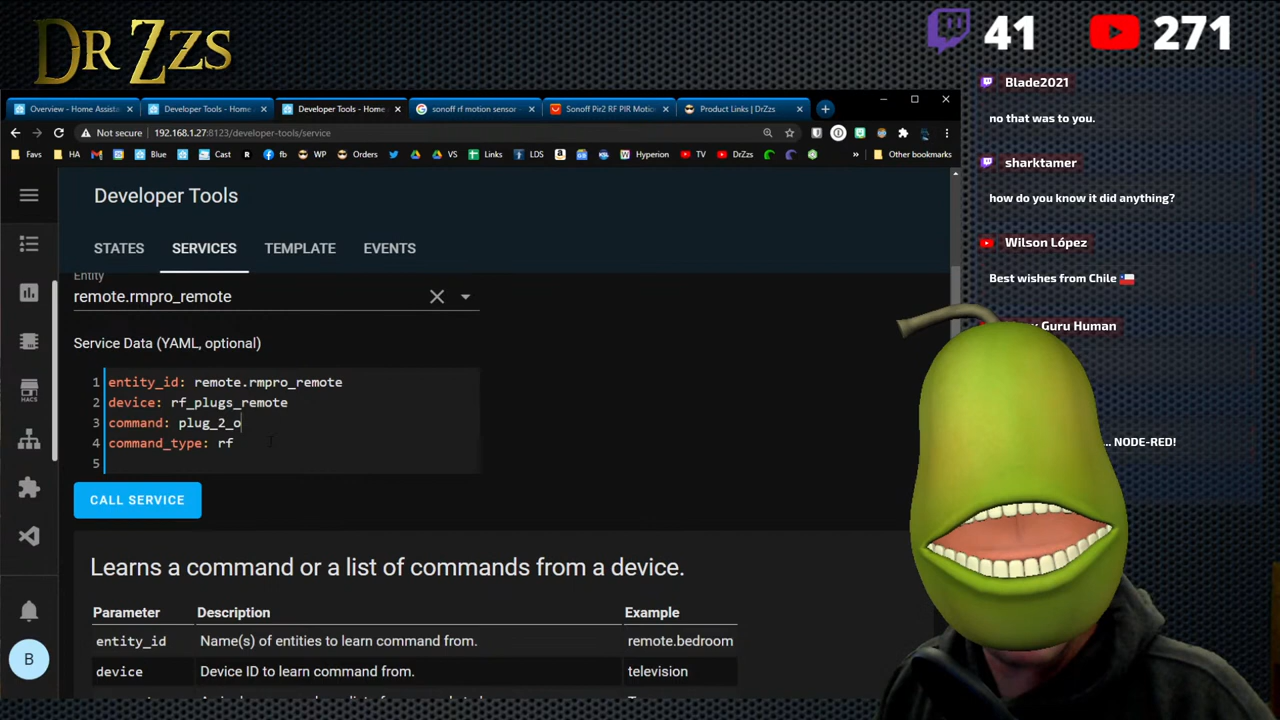 DR ZZS
41
271
Overview - Home Assista
Developer Tools - Home
Developer Tools - Home
sonoff rf motion sensor
Sonoff Pir2 RF PIR Motio
Product Links | DrZzs
Not secure
192.168.1.27:8123/developer-tools/service
Favs
HA
Blue
Cast
fb
WP
Orders
VS
Links
LDS
Hyperion
TV
DrZzs
Other bookmarks
Developer Tools
STATES
SERVICES
TEMPLATE
EVENTS
Entity
remote.rmpro_remote
Service Data (YAML, optional)
1 entity_id: remote.rmpro_remote
2 device: rf_plugs_remote
3 command: plug_2_o
4 command_type: rf
5
CALL SERVICE
Learns a command or a list of commands from a device.
Parameter Description Example
entity_id Name(s) of entities to learn command from. remote.bedroom
device Device ID to learn command from. television
HACS
B
Blade2021
no that was to you.
sharktamer
how do you know it did anything?
Wilson López
Best wishes from Chile
Guru Human
... NODE-RED!